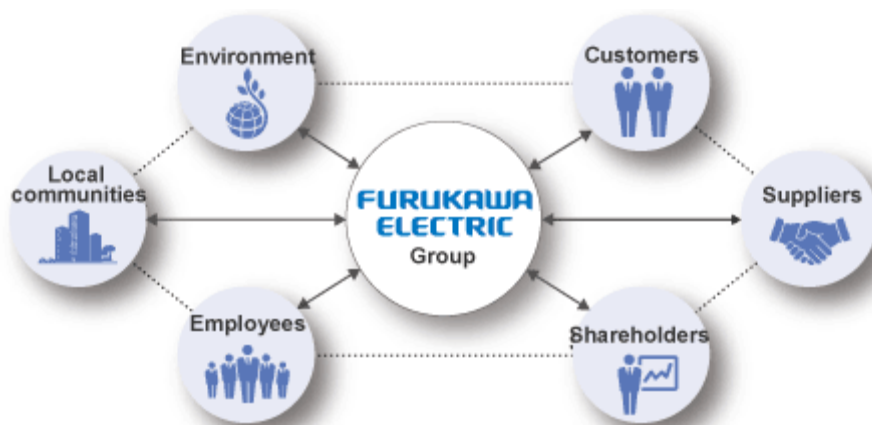 Environment
Customers
Local
communities
FURUKAWA
ELECTRIC
Group
Suppliers
Employees
Shareholders